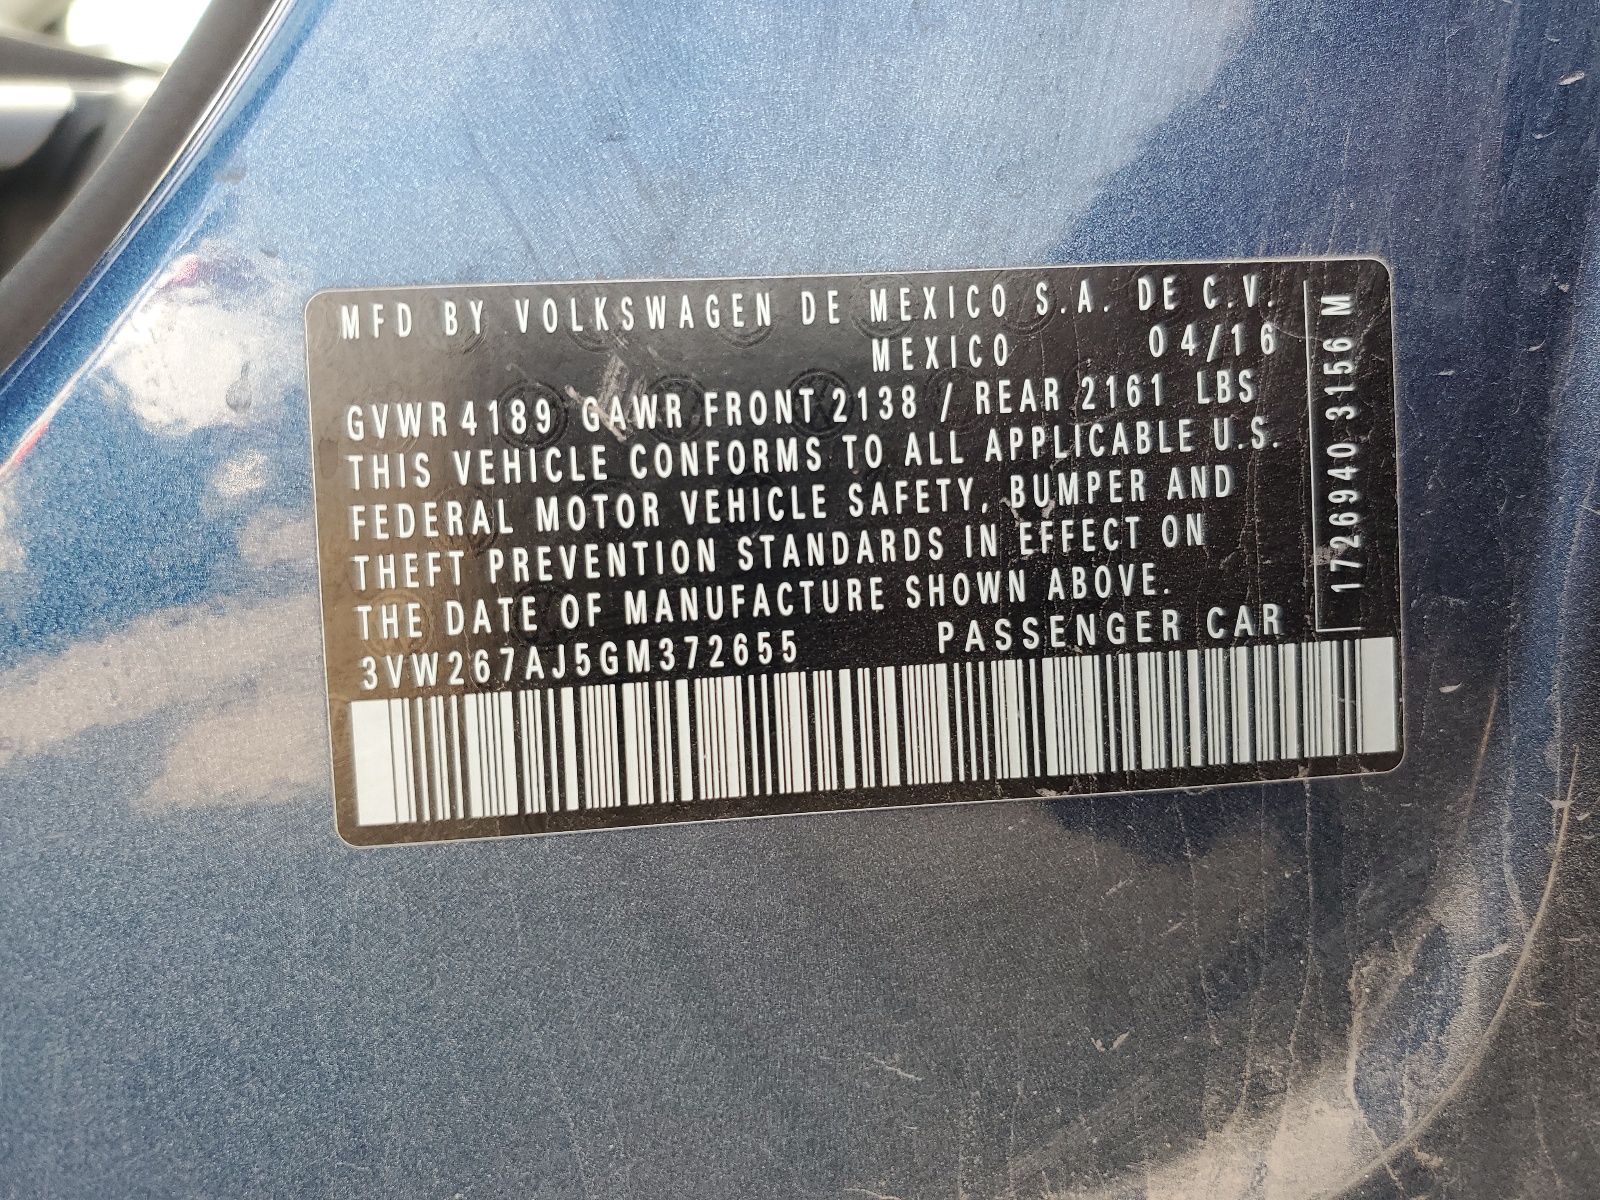 MFD BY VOLKSWAGEN DE MEXICO S.A. DE C.V.
MEXICO 04/16
GVWR 4189 GAWR FRONT 2138 / REAR 2161 LBS
THIS VEHICLE CONFORMS TO ALL APPLICABLE U.S.
FEDERAL MOTOR VEHICLE SAFETY, BUMPER AND
THEFT PREVENTION STANDARDS IN EFFECT ON
THE DATE OF MANUFACTURE SHOWN ABOVE.
3VW267AJ5GM372655 PASSENGER CAR
1726940 3156 M